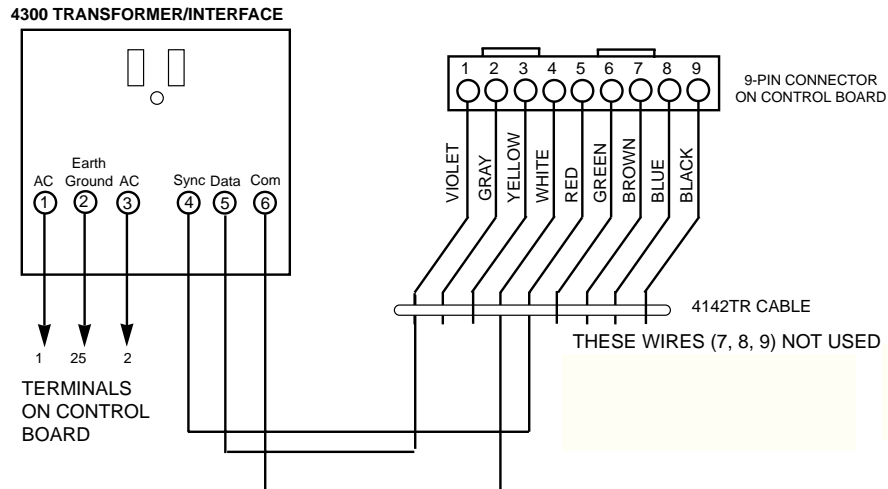 4300 TRANSFORMER/INTERFACE
1 2 3 4 5 6 7 8 9
9-PIN CONNECTOR
ON CONTROL BOARD
VIOLET
GRAY
YELLOW
WHITE
RED
GREEN
BROWN
BLUE
BLACK
Earth
AC Ground AC Sync Data Com
1 2 3 4 5 6
4142TR CABLE
THESE WIRES (7, 8, 9) NOT USED
1 25 2
TERMINALS
ON CONTROL
BOARD